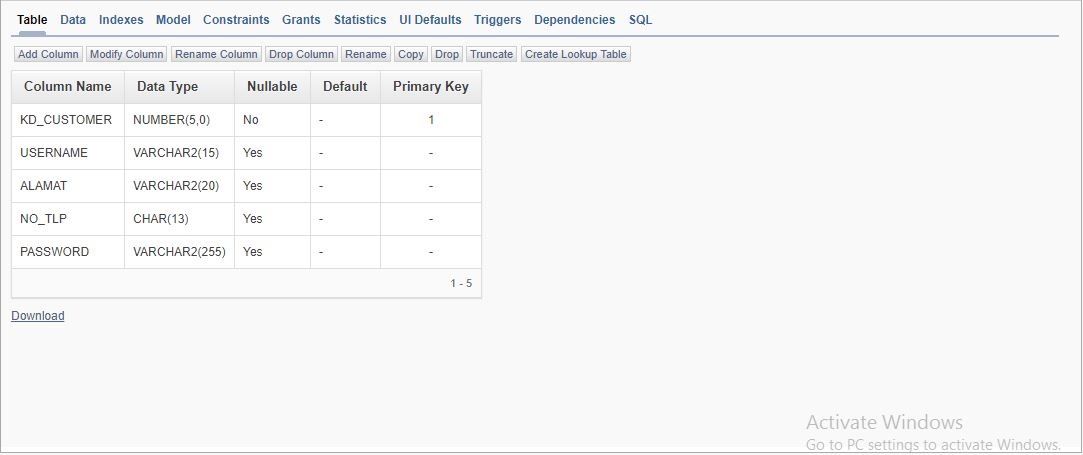 Table Data Indexes Model Constraints Grants Statistics UI Defaults Triggers Dependencies SQL
Add Column Modify Column Rename Column Drop Column Rename Copy Drop Truncate Create Lookup Table
Column Name Data Type Nullable Default Primary Key
KD_CUSTOMER NUMBER(5,0) No - 1
USERNAME VARCHAR2(15) Yes - -
ALAMAT VARCHAR2(20) Yes - -
NO_TLP CHAR(13) Yes - -
PASSWORD VARCHAR2(255) Yes - -
1 - 5
Download
Activate Windows
Go to PC settings to activate Windows.